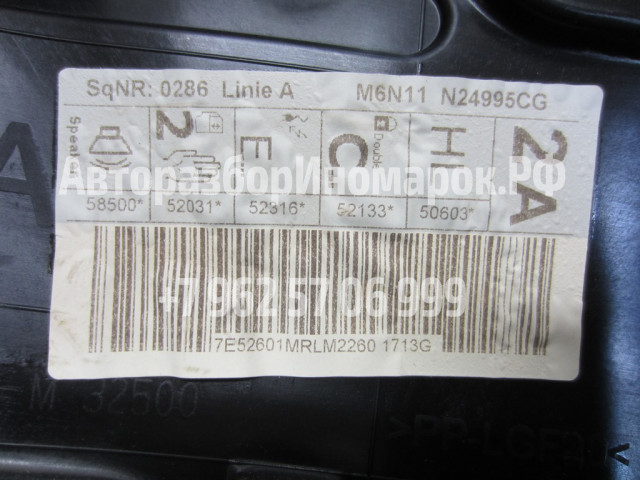 SqNR: 0286 Linie A M6N11 N24995CG
Speaker 2 E C Double HI 2A
58500* 52031* 52316* 52133* 50603*
АвторазборИномарок.РФ
+7 962 57 06 999
7E52601MRLM2260 1713G
M 32500